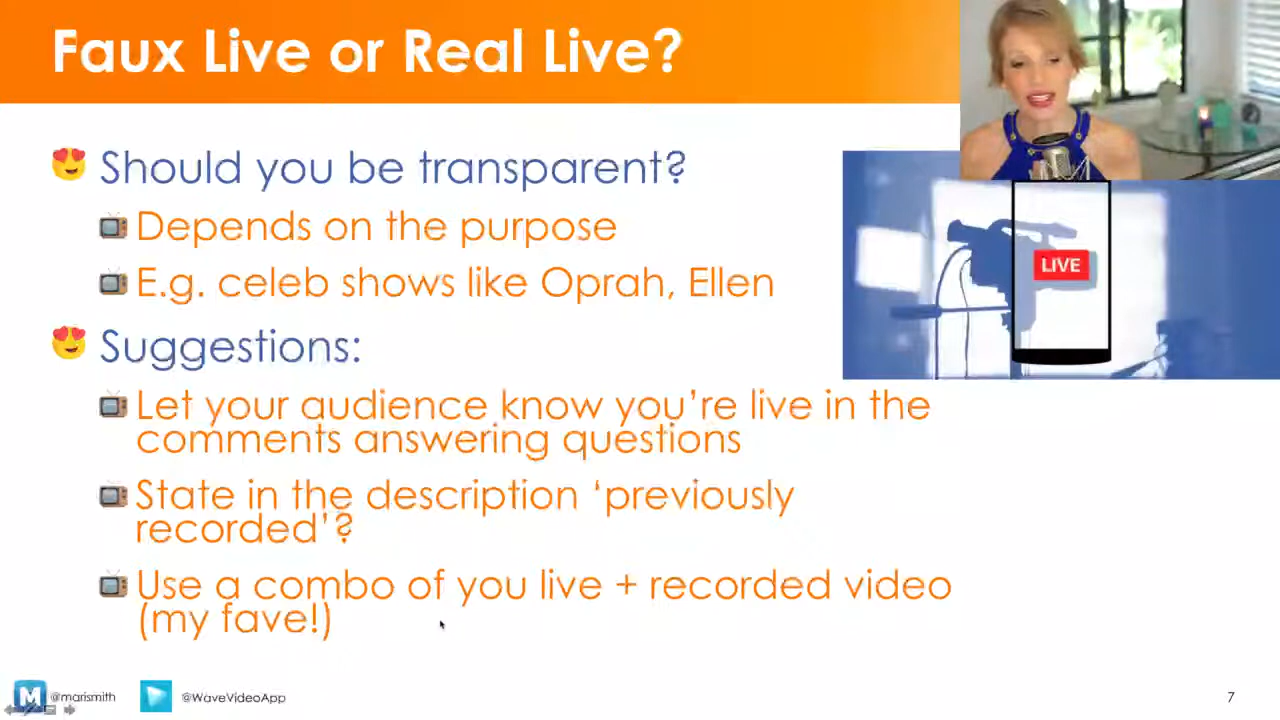 Faux Live or Real Live?
Should you be transparent?
Depends on the purpose
E.g. celeb shows like Oprah, Ellen
LIVE
Suggestions:
Let your audience know you’re live in the
comments answering questions
State in the description ‘previously
recorded’?
Use a combo of you live + recorded video
(my fave!)
M @marismith @WaveVideoApp 7